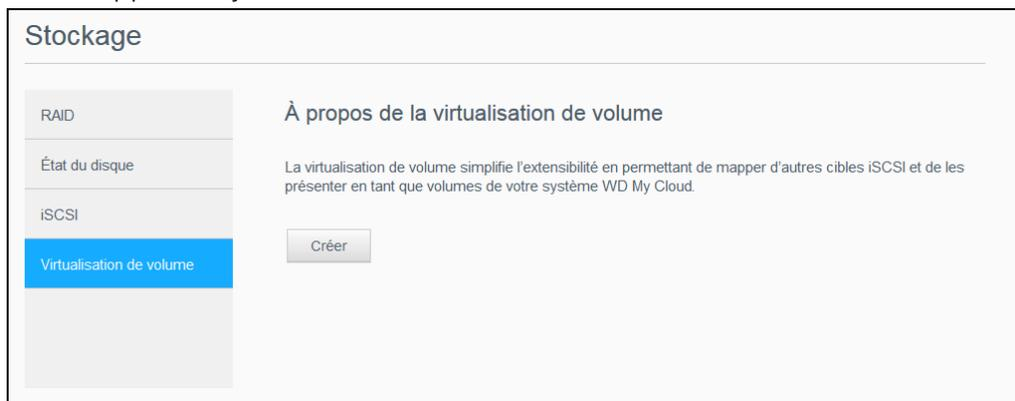 Stockage
RAID
État du disque
iSCSI
Virtualisation de volume
À propos de la virtualisation de volume
La virtualisation de volume simplifie l'extensibilité en permettant de mapper d'autres cibles iSCSI et de les
présenter en tant que volumes de votre système WD My Cloud.
Créer